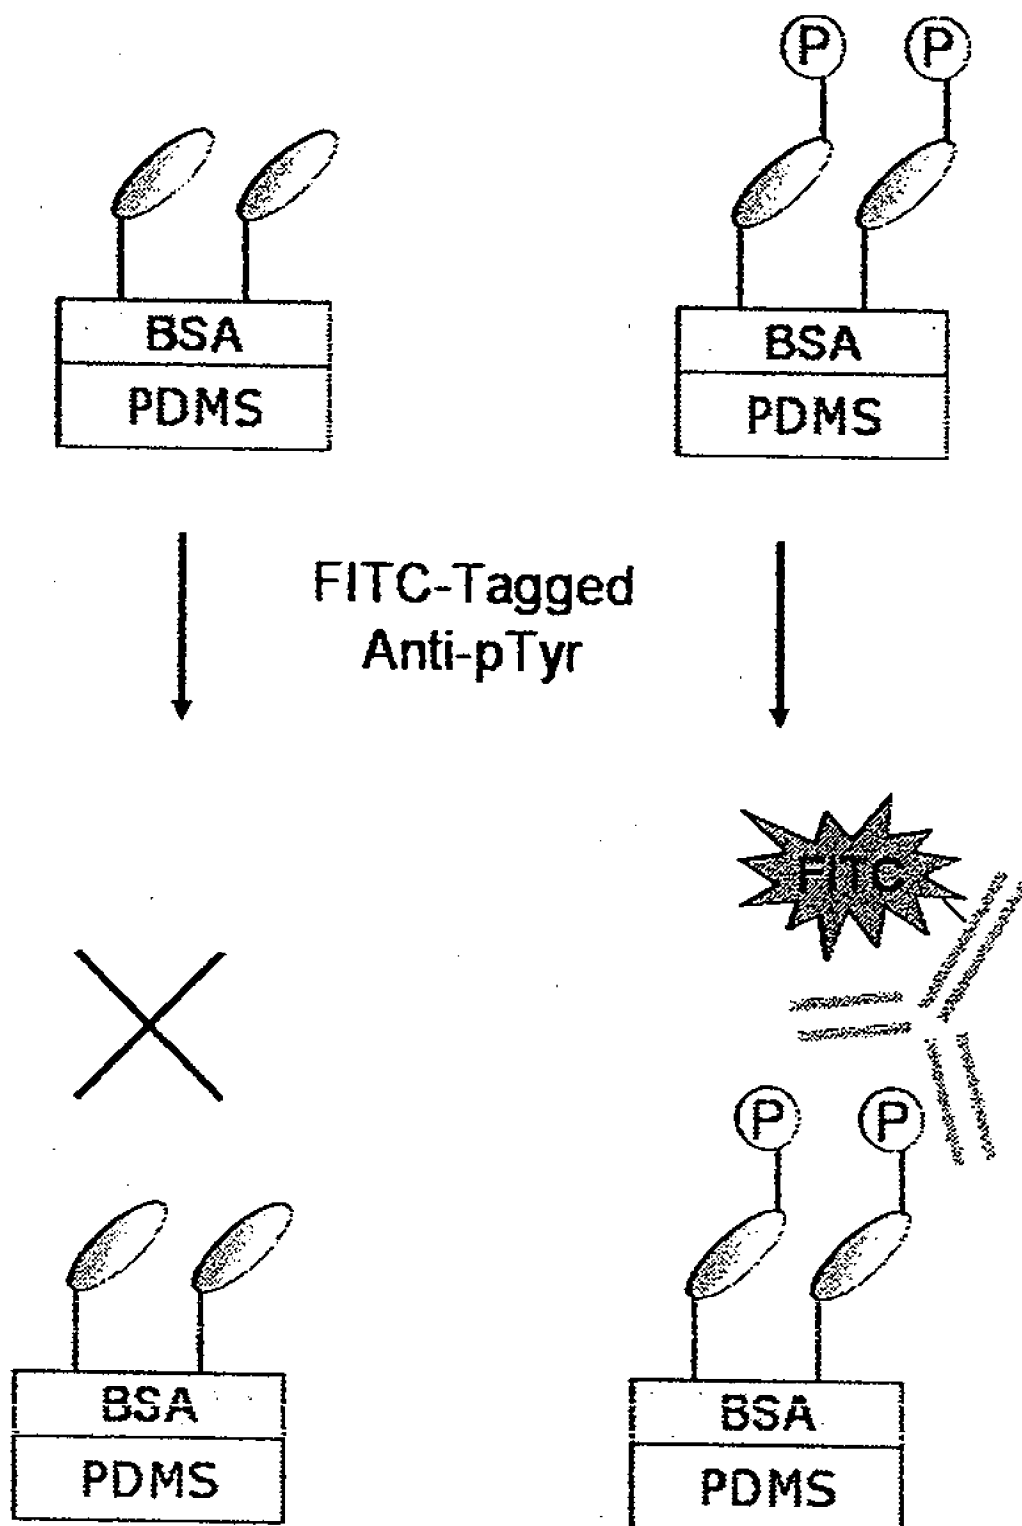 P P
BSA
PDMS
BSA
PDMS
FITC-Tagged
Anti-pTyr
FITC
P P
BSA
PDMS
BSA
PDMS